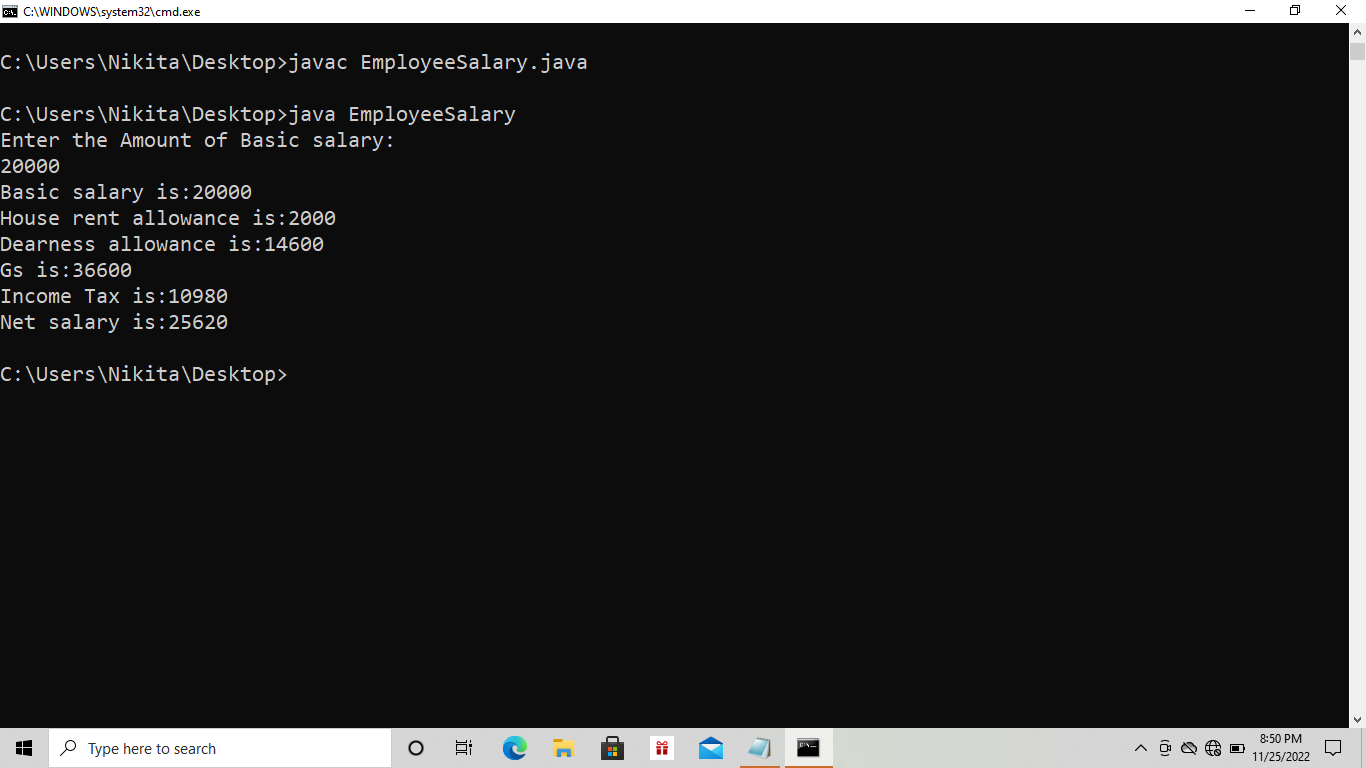 C:\WINDOWS\system32\cmd.exe
C:\Users\Nikita\Desktop>javac EmployeeSalary.java
C:\Users\Nikita\Desktop>java EmployeeSalary
Enter the Amount of Basic salary:
20000
Basic salary is:20000
House rent allowance is:2000
Dearness allowance is:14600
Gs is:36600
Income Tax is:10980
Net salary is:25620
C:\Users\Nikita\Desktop>
Type here to search
8:50 PM
11/25/2022